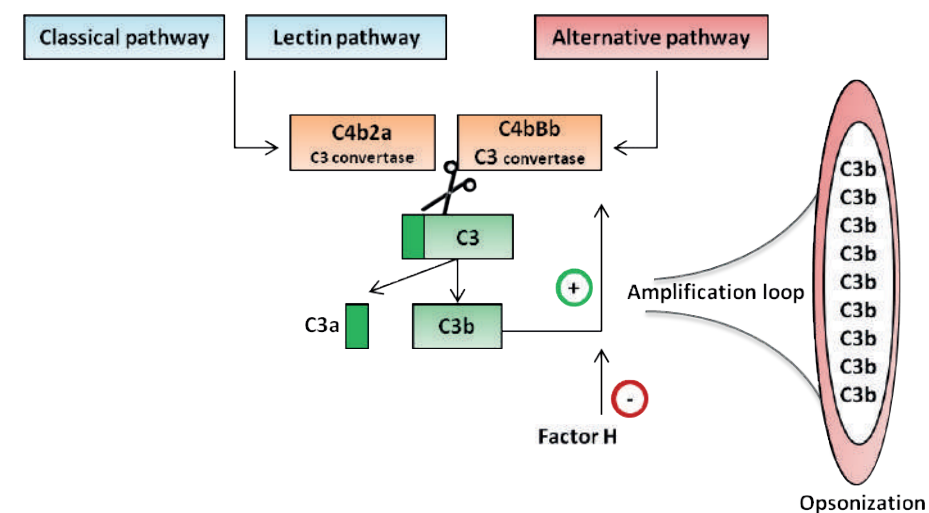 Classical pathway
Lectin pathway
Alternative pathway
C4b2a
C3 convertase
C4bBb
C3 convertase
C3
C3a
C3b
+
Amplification loop
-
Factor H
C3b
C3b
C3b
C3b
C3b
C3b
C3b
C3b
C3b
Opsonization